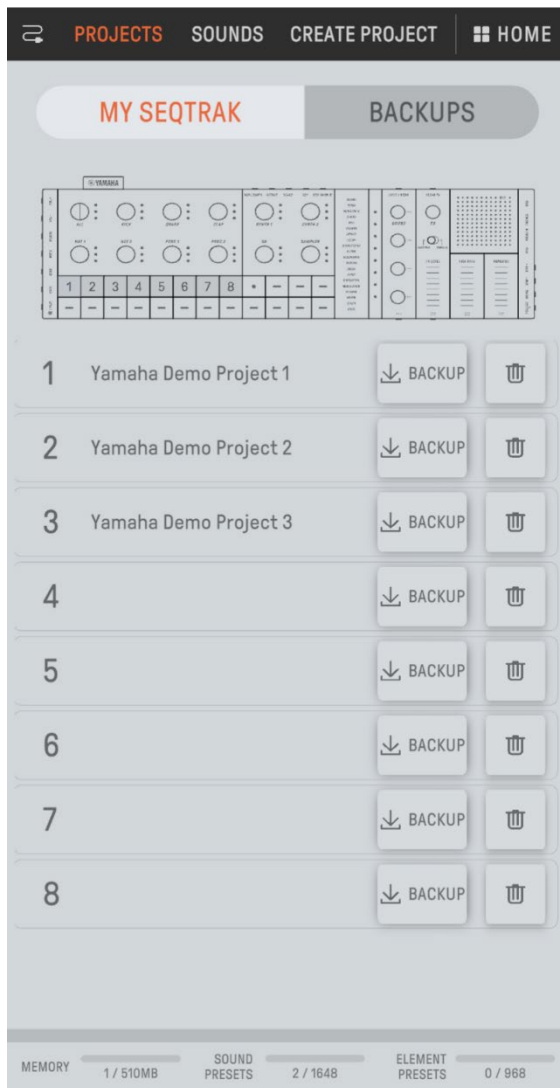 PROJECTS SOUNDS CREATE PROJECT HOME
MY SEQTRAK BACKUPS
YAMAHA
1 2 3 4 5 6 7 8
1 Yamaha Demo Project 1 BACKUP
2 Yamaha Demo Project 2 BACKUP
3 Yamaha Demo Project 3 BACKUP
4 BACKUP
5 BACKUP
6 BACKUP
7 BACKUP
8 BACKUP
MEMORY 1 / 510MB SOUND PRESETS 2 / 1648 ELEMENT PRESETS 0 / 968